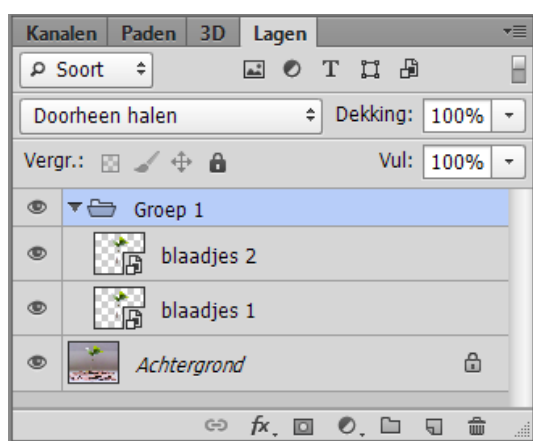 Kanalen Paden 3D Lagen
Soort T
Doorheen halen Dekking: 100%
Vergr.: Vul: 100%
Groep 1
blaadjes 2
blaadjes 1
Achtergrond
fx